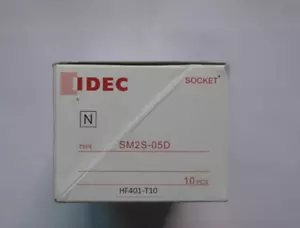 IDEC
SOCKET
N
TYPE SM2S-05D
10 PCS
HF401-T10